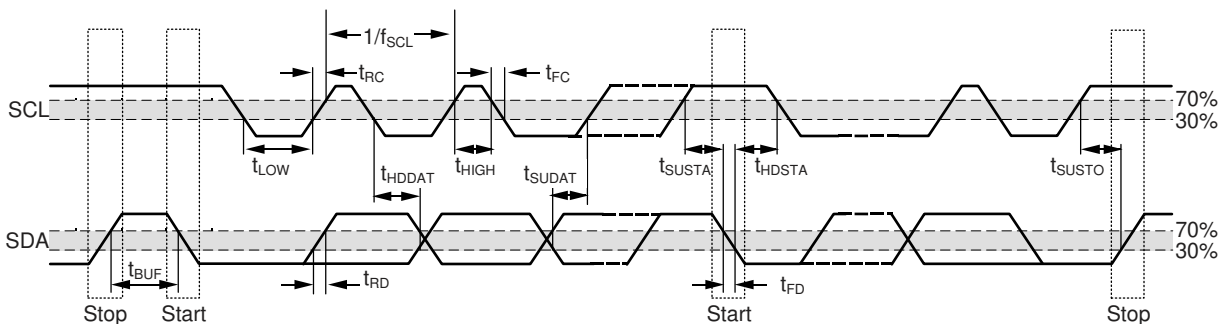 1/fSCL
tRC
tFC
SCL
70%
30%
tLOW
tHDDAT
tHIGH
tSUDAT
tSUSTA
tHDSTA
tSUSTO
SDA
70%
30%
tBUF
tRD
tFD
Stop
Start
Start
Stop